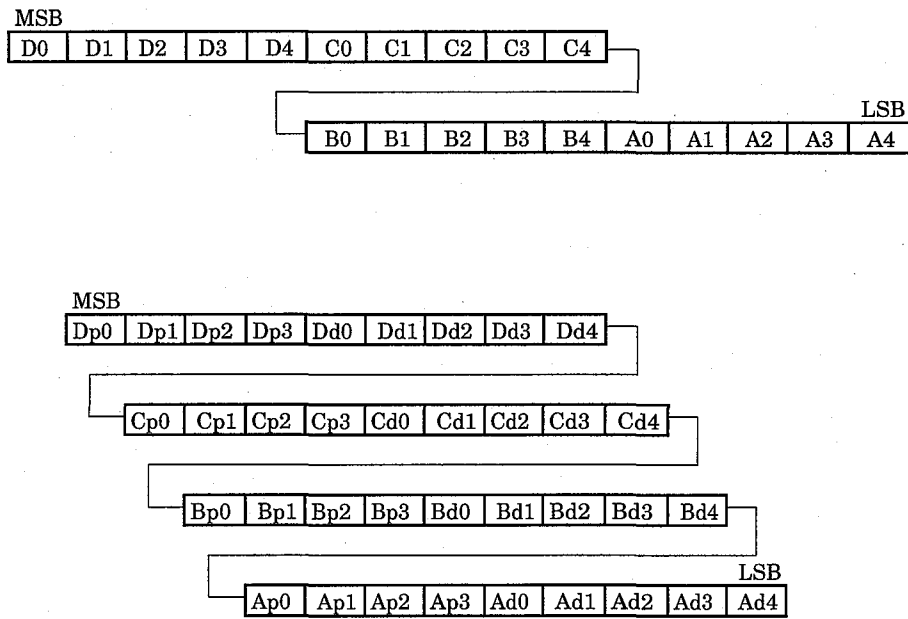 MSB
D0 D1 D2 D3 D4 C0 C1 C2 C3 C4
LSB
B0 B1 B2 B3 B4 A0 A1 A2 A3 A4
MSB
Dp0 Dp1 Dp2 Dp3 Dd0 Dd1 Dd2 Dd3 Dd4
Cp0 Cp1 Cp2 Cp3 Cd0 Cd1 Cd2 Cd3 Cd4
Bp0 Bp1 Bp2 Bp3 Bd0 Bd1 Bd2 Bd3 Bd4
LSB
Ap0 Ap1 Ap2 Ap3 Ad0 Ad1 Ad2 Ad3 Ad4